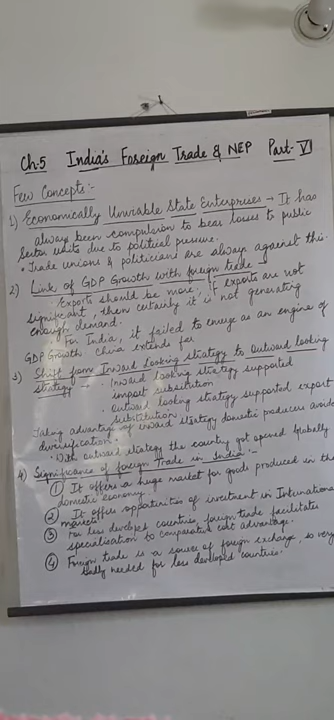 Ch.5 India's Foreign Trade & NEP Part-VI
Few Concepts:-
1) Economically Unviable State Enterprises → It has
always been compulsion to bear losses to public
Sector units due to political pressure.
• Trade unions & politicians are always against this.
2) Link of GDP Growth with foreign trade -
• Exports should be more, if exports are not
significant, then certainly it is not generating
enough demand.
• For India, it failed to emerge as an engine of
GDP Growth. China extends far
3) Shift from Inward Looking strategy to Outward looking
strategy → • Inward looking strategy supported
import substitution
• Outward looking strategy supported export
substitution.
Taking advantage of inward strategy domestic producers avoided
diversification.
• With outward strategy the country got opened Globally
4) Significance of foreign Trade in India :-
① It offers a huge market for goods produced in the
domestic economy.
② It offers opportunities of investment in International
market.
③ For less developed countries, foreign trade facilitates
specialisation to comparative cost advantage.
④ Foreign trade is a source of foreign exchange, so very
badly needed for less developed countries.